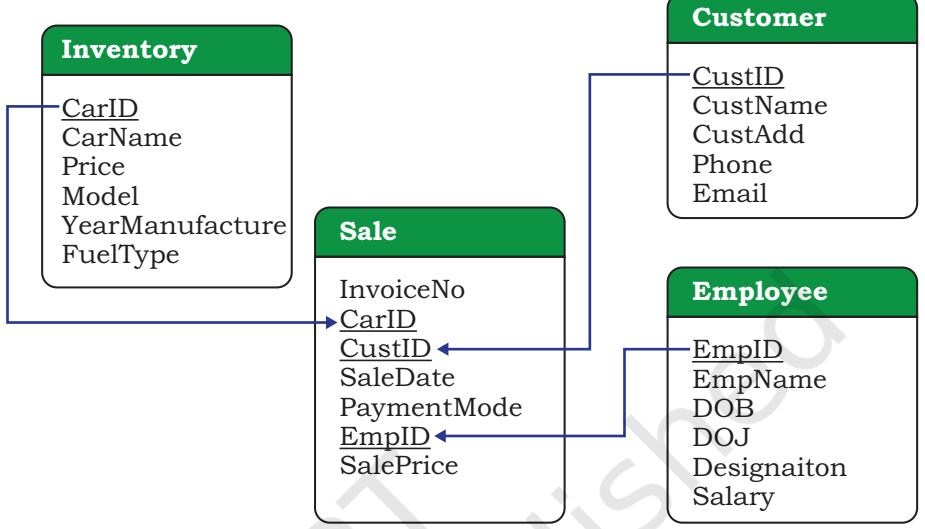 Inventory
CarID
CarName
Price
Model
YearManufacture
FuelType
Sale
InvoiceNo
CarID
CustID
SaleDate
PaymentMode
EmpID
SalePrice
Customer
CustID
CustName
CustAdd
Phone
Email
Employee
EmpID
EmpName
DOB
DOJ
Designaiton
Salary